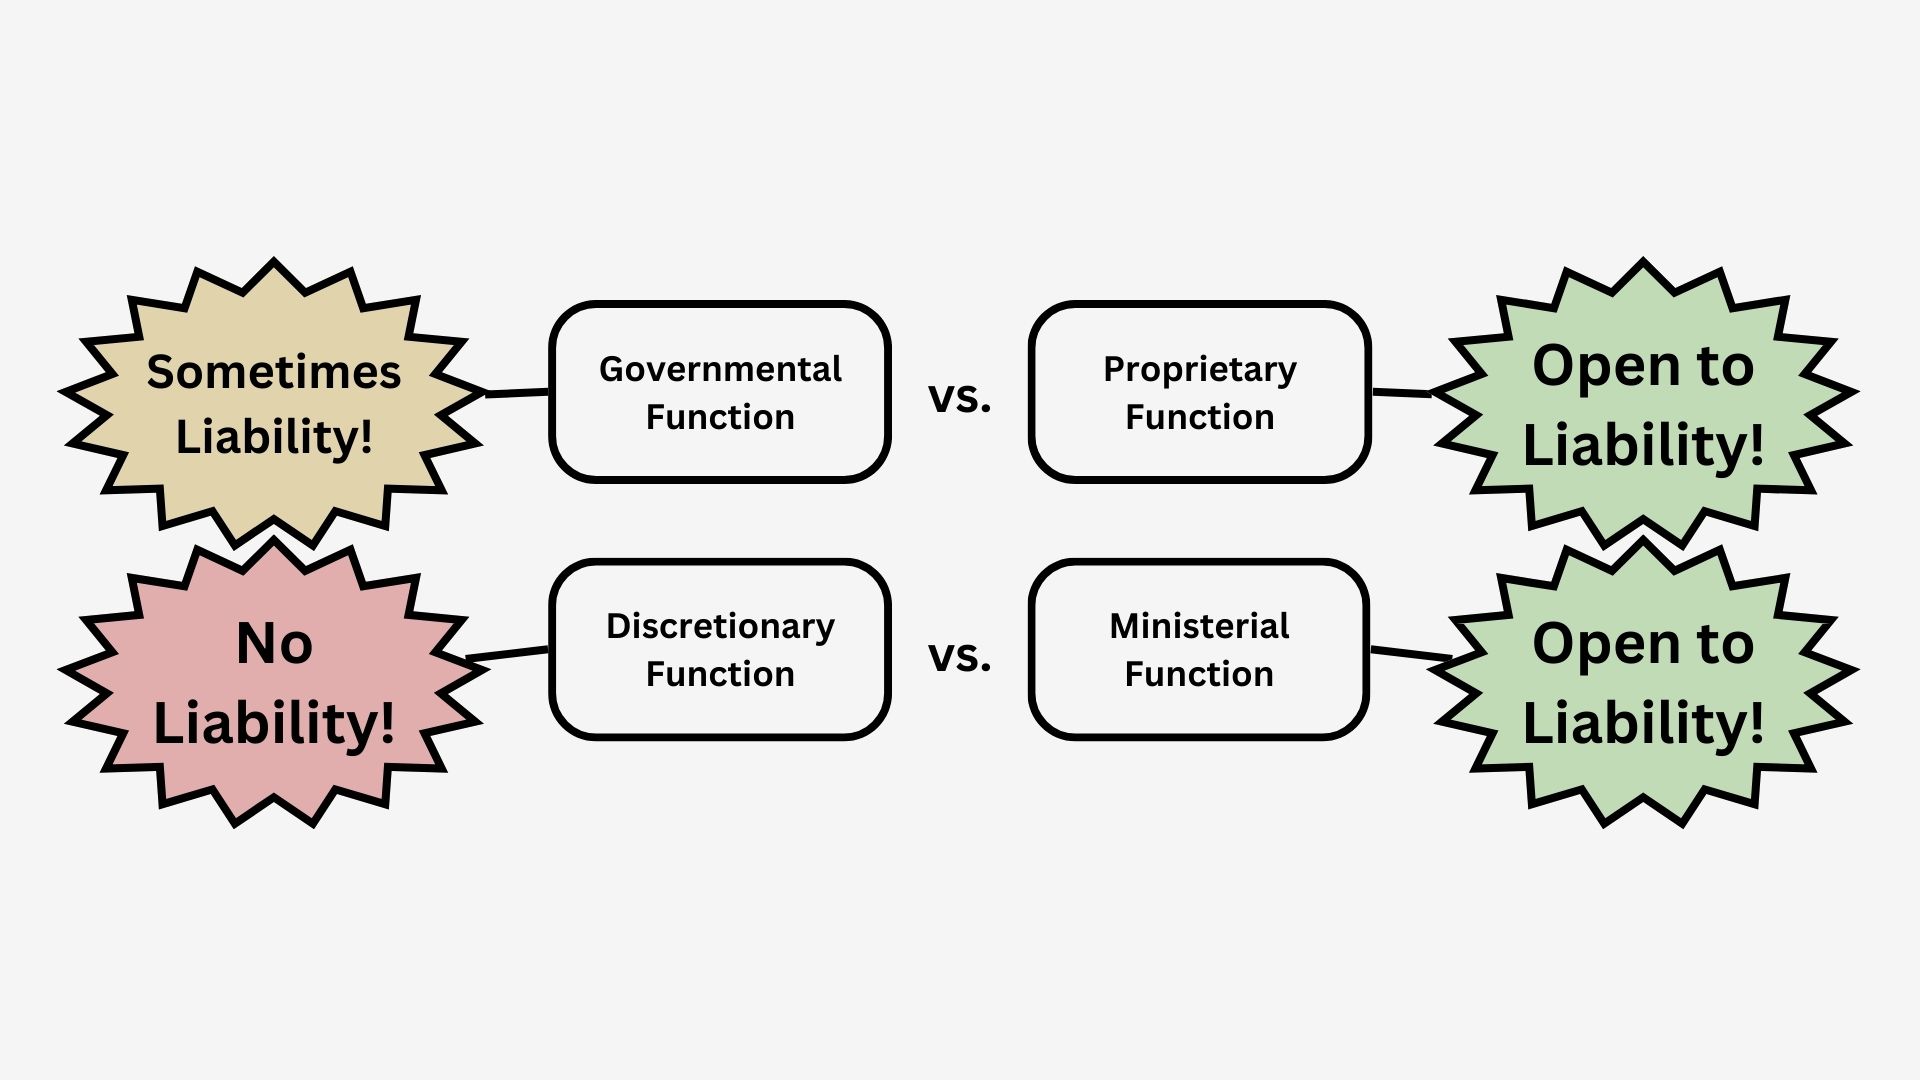 Sometimes
Liability!
Governmental
Function
vs.
Proprietary
Function
Open to
Liability!
No
Liability!
Discretionary
Function
vs.
Ministerial
Function
Open to
Liability!